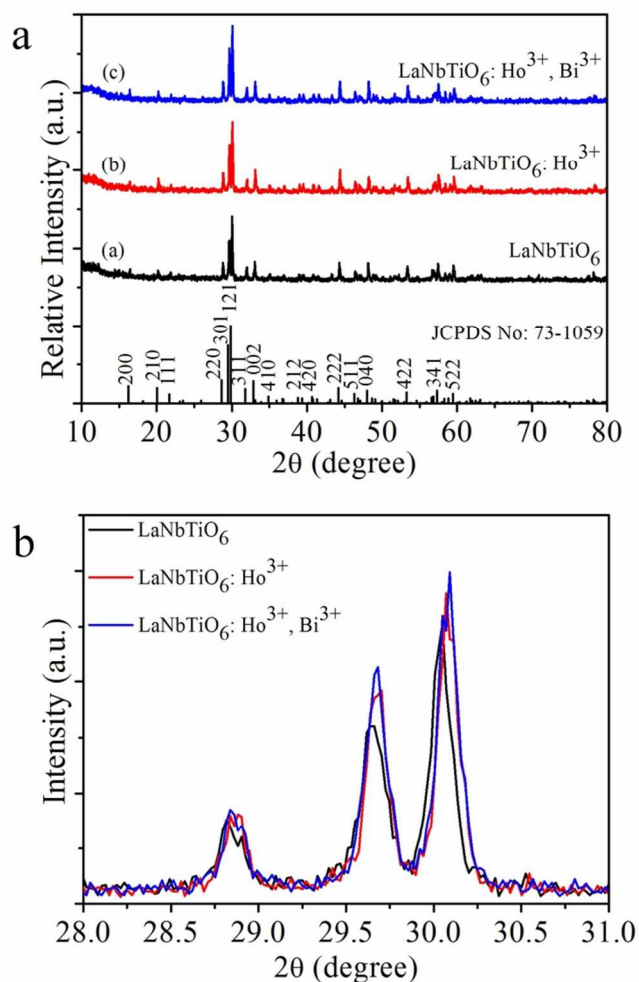 a
Relative Intensity (a.u.)
(c)
LaNbTiO6: Ho3+, Bi3+
(b)
LaNbTiO6: Ho3+
(a)
LaNbTiO6
JCPDS No: 73-1059
200
210
111
220
301
121
311
002
410
212
420
222
511
040
422
341
522
10 20 30 40 50 60 70 80
2θ (degree)
b
Intensity (a.u.)
LaNbTiO6
LaNbTiO6: Ho3+
LaNbTiO6: Ho3+, Bi3+
28.0 28.5 29.0 29.5 30.0 30.5 31.0
2θ (degree)